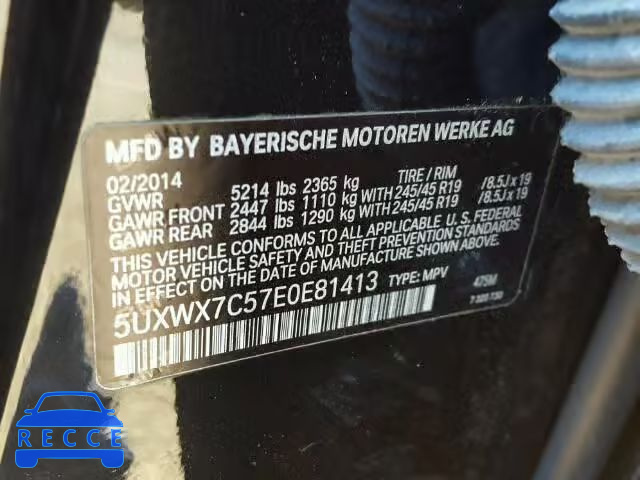 MFD BY BAYERISCHE MOTOREN WERKE AG
02/2014 TIRE / RIM
GVWR 5214 lbs 2365 kg
GAWR FRONT 2447 lbs 1110 kg WITH 245/45 R19 /8.5J x 19
GAWR REAR 2844 lbs 1290 kg WITH 245/45 R19 /8.5J x 19
THIS VEHICLE CONFORMS TO ALL APPLICABLE U.S. FEDERAL
MOTOR VEHICLE SAFETY AND THEFT PREVENTION STANDARDS
IN EFFECT ON THE DATE OF MANUFACTURE SHOWN ABOVE.
5UXWX7C57E0E81413 TYPE: MPV 475M
RECCE